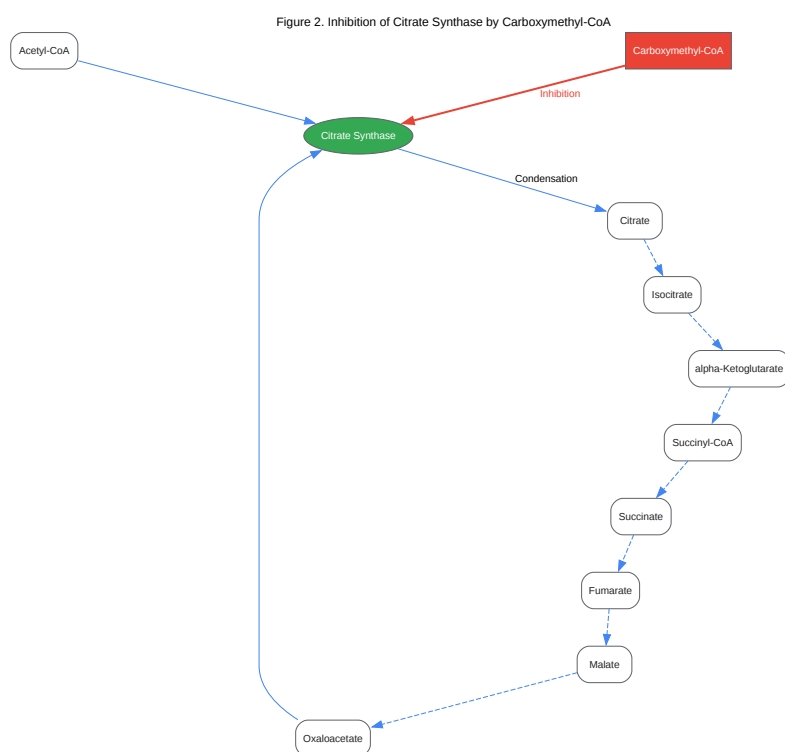 Figure 2. Inhibition of Citrate Synthase by Carboxymethyl-CoA
Acetyl-CoA
Carboxymethyl-CoA
Inhibition
Citrate Synthase
Condensation
Citrate
Isocitrate
alpha-Ketoglutarate
Succinyl-CoA
Succinate
Fumarate
Malate
Oxaloacetate